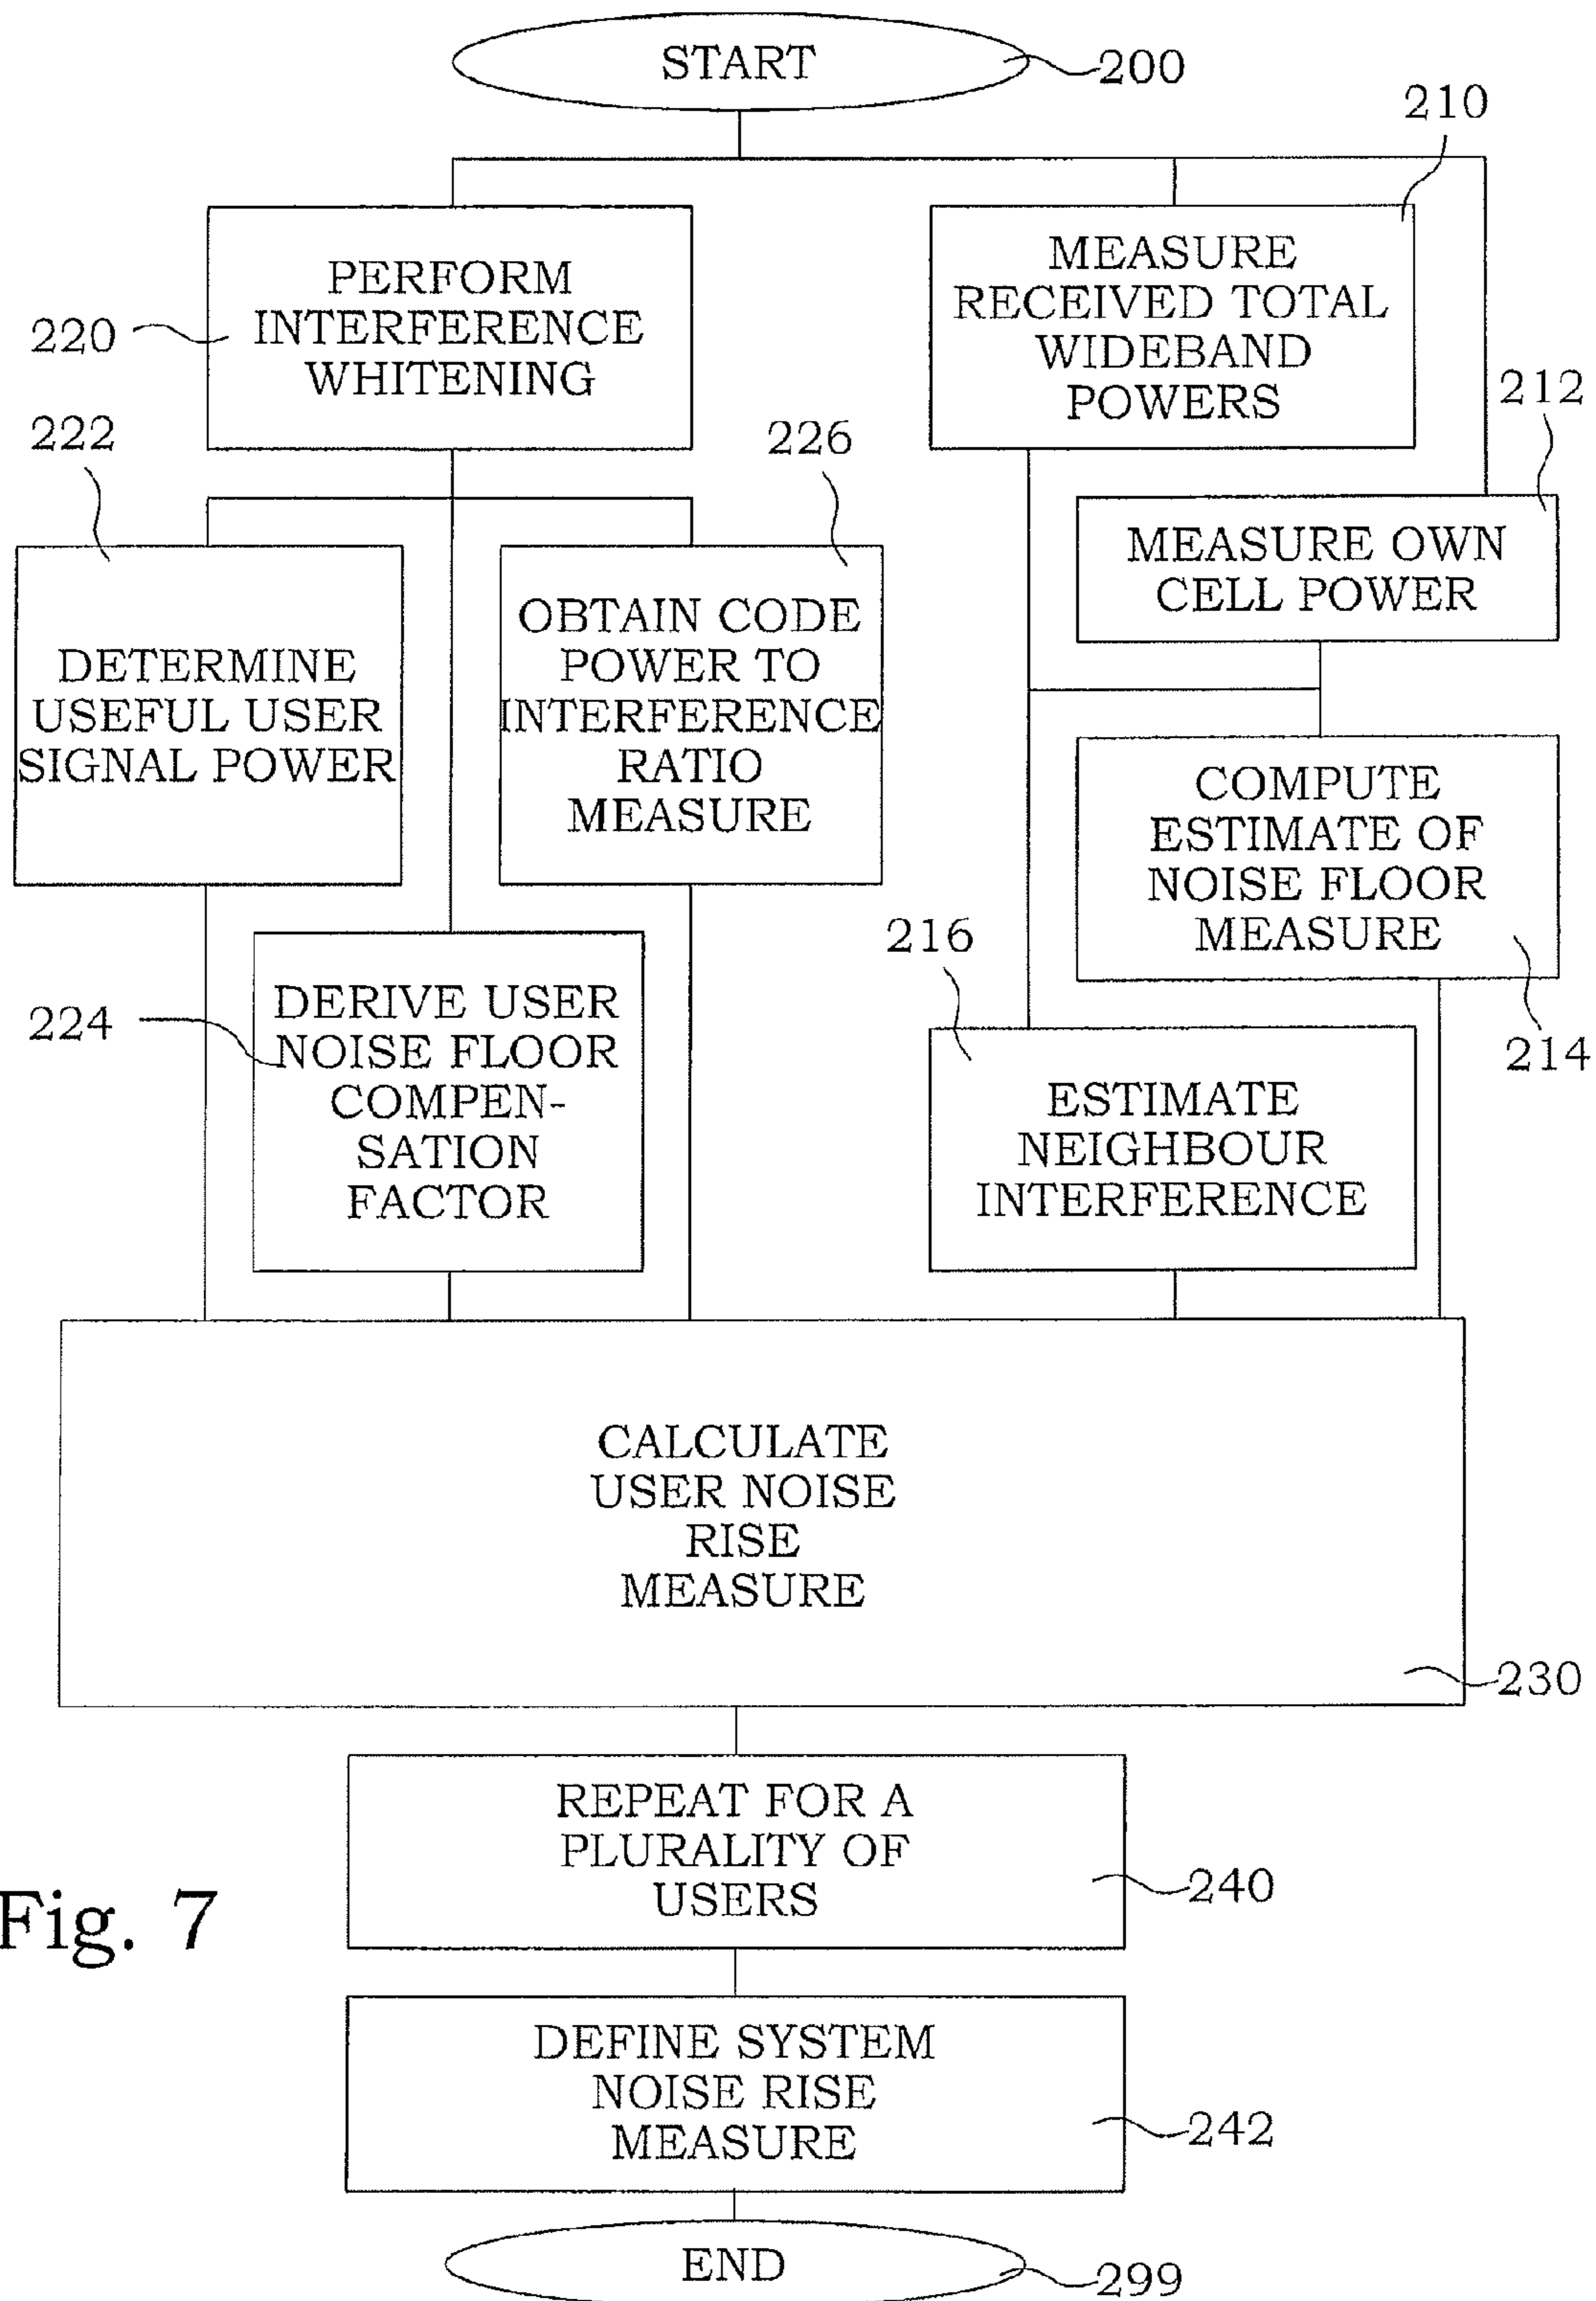 START
200
210
PERFORM
INTERFERENCE
WHITENING
220
MEASURE
RECEIVED TOTAL
WIDEBAND
POWERS
212
222
226
MEASURE OWN
CELL POWER
DETERMINE
USEFUL USER
SIGNAL POWER
OBTAIN CODE
POWER TO
INTERFERENCE
RATIO
MEASURE
COMPUTE
ESTIMATE OF
NOISE FLOOR
MEASURE
216
214
DERIVE USER
NOISE FLOOR
COMPEN-
SATION
FACTOR
224
ESTIMATE
NEIGHBOUR
INTERFERENCE
CALCULATE
USER NOISE
RISE
MEASURE
230
REPEAT FOR A
PLURALITY OF
USERS
240
Fig. 7
DEFINE SYSTEM
NOISE RISE
MEASURE
242
END
299